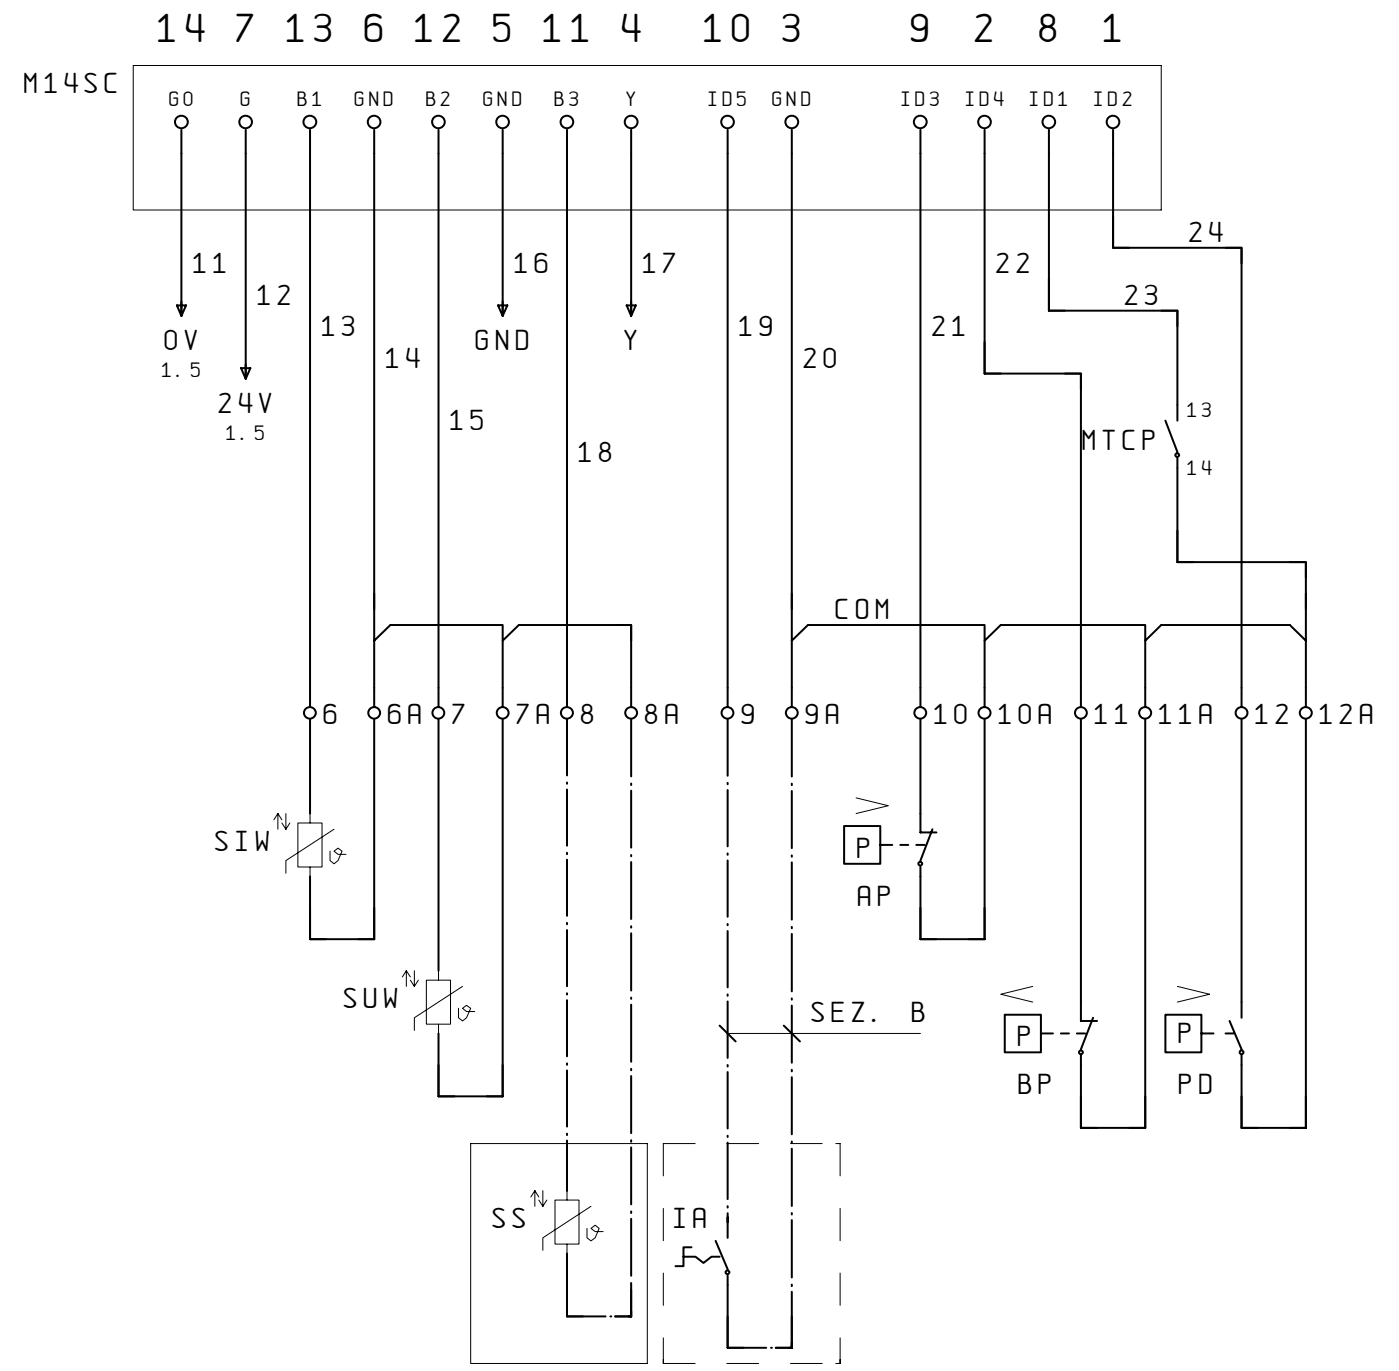 14 7 13 6 12 5 11 4 10 3 9 2 8 1
M14SC
G0 G B1 GND B2 GND B3 Y ID5 GND ID3 ID4 ID1 ID2
24
11 16 17 22
12 23
13 19 21
0V GND Y
1.5
14 20
24V
1.5
13
15
MTCP
14
18
COM
6 6A 7 7A 8 8A 9 9A 10 10A 11 11A 12 12A
>
SIW ϑ
P
AP
SUW ϑ
< >
SEZ. B
P P
BP PD
SS ϑ
IA